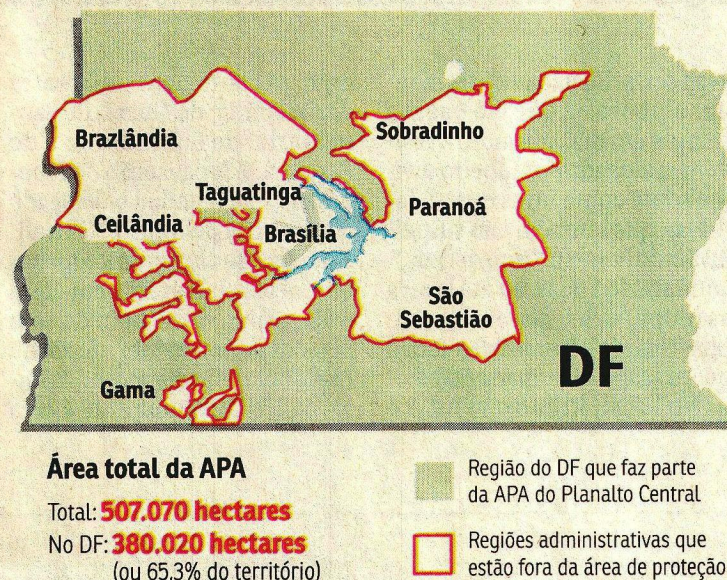 Brazlândia
Sobradinho
Taguatinga
Paranoá
Ceilândia
Brasília
São
Sebastião
DF
Gama
Área total da APA
Total: 507.070 hectares
No DF: 380.020 hectares
(ou 65,3% do território)
Região do DF que faz parte
da APA do Planalto Central
Regiões administrativas que
estão fora da área de proteção